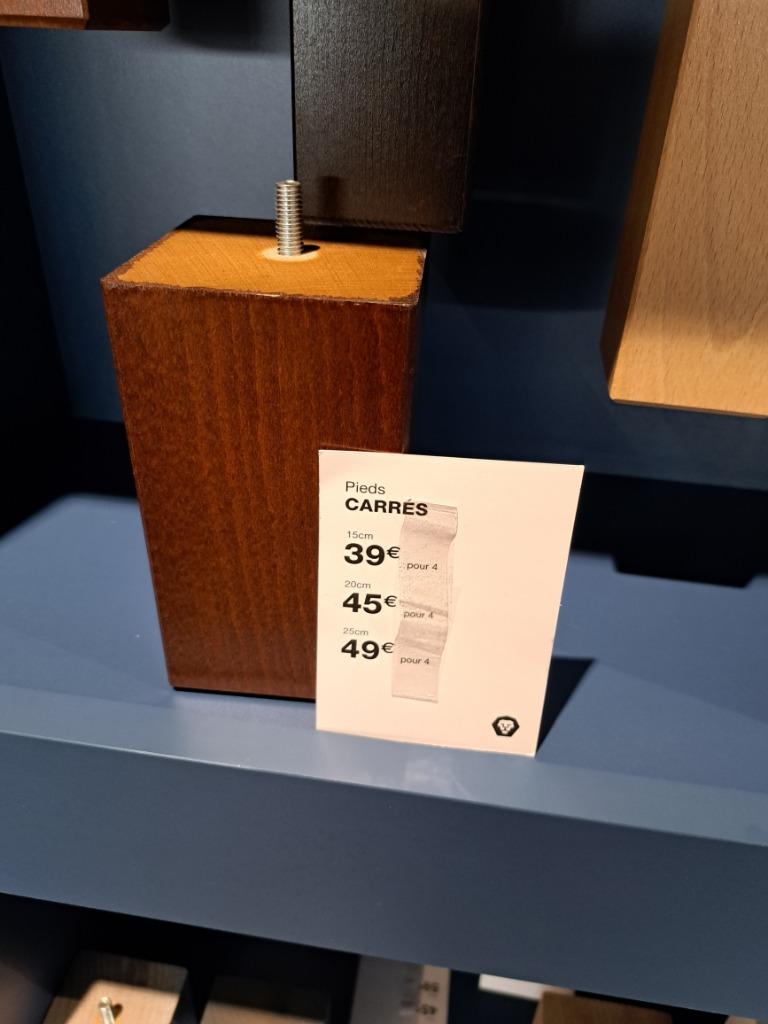 Pieds
CARRÉS
15cm
39€ pour 4
20cm
45€ pour 4
25cm
49€ pour 4